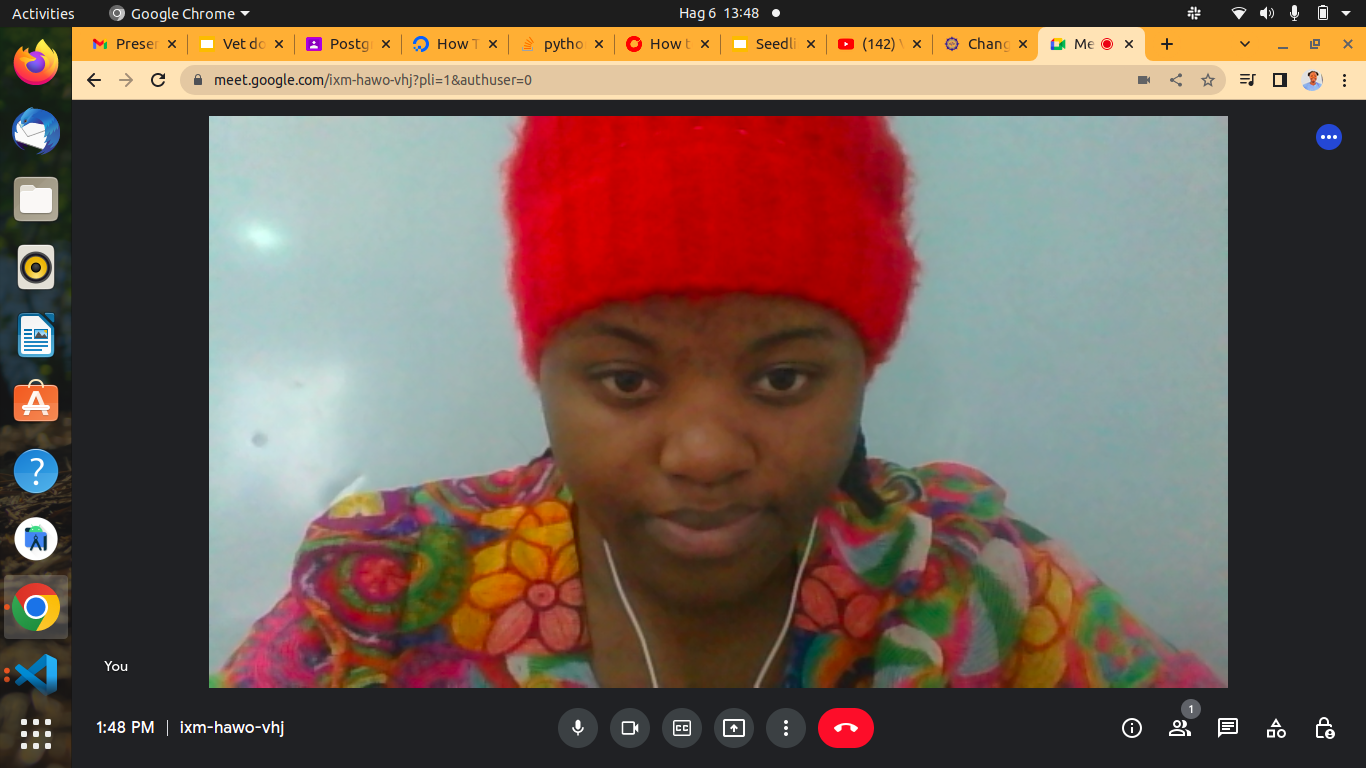 Activities Google Chrome Hag 6 13:48
Preser Vet do Postg How T pytho How t Seedli (142) Chang Me
meet.google.com/ixm-hawo-vhj?pli=1&authuser=0
You
1
1:48 PM ixm-hawo-vhj